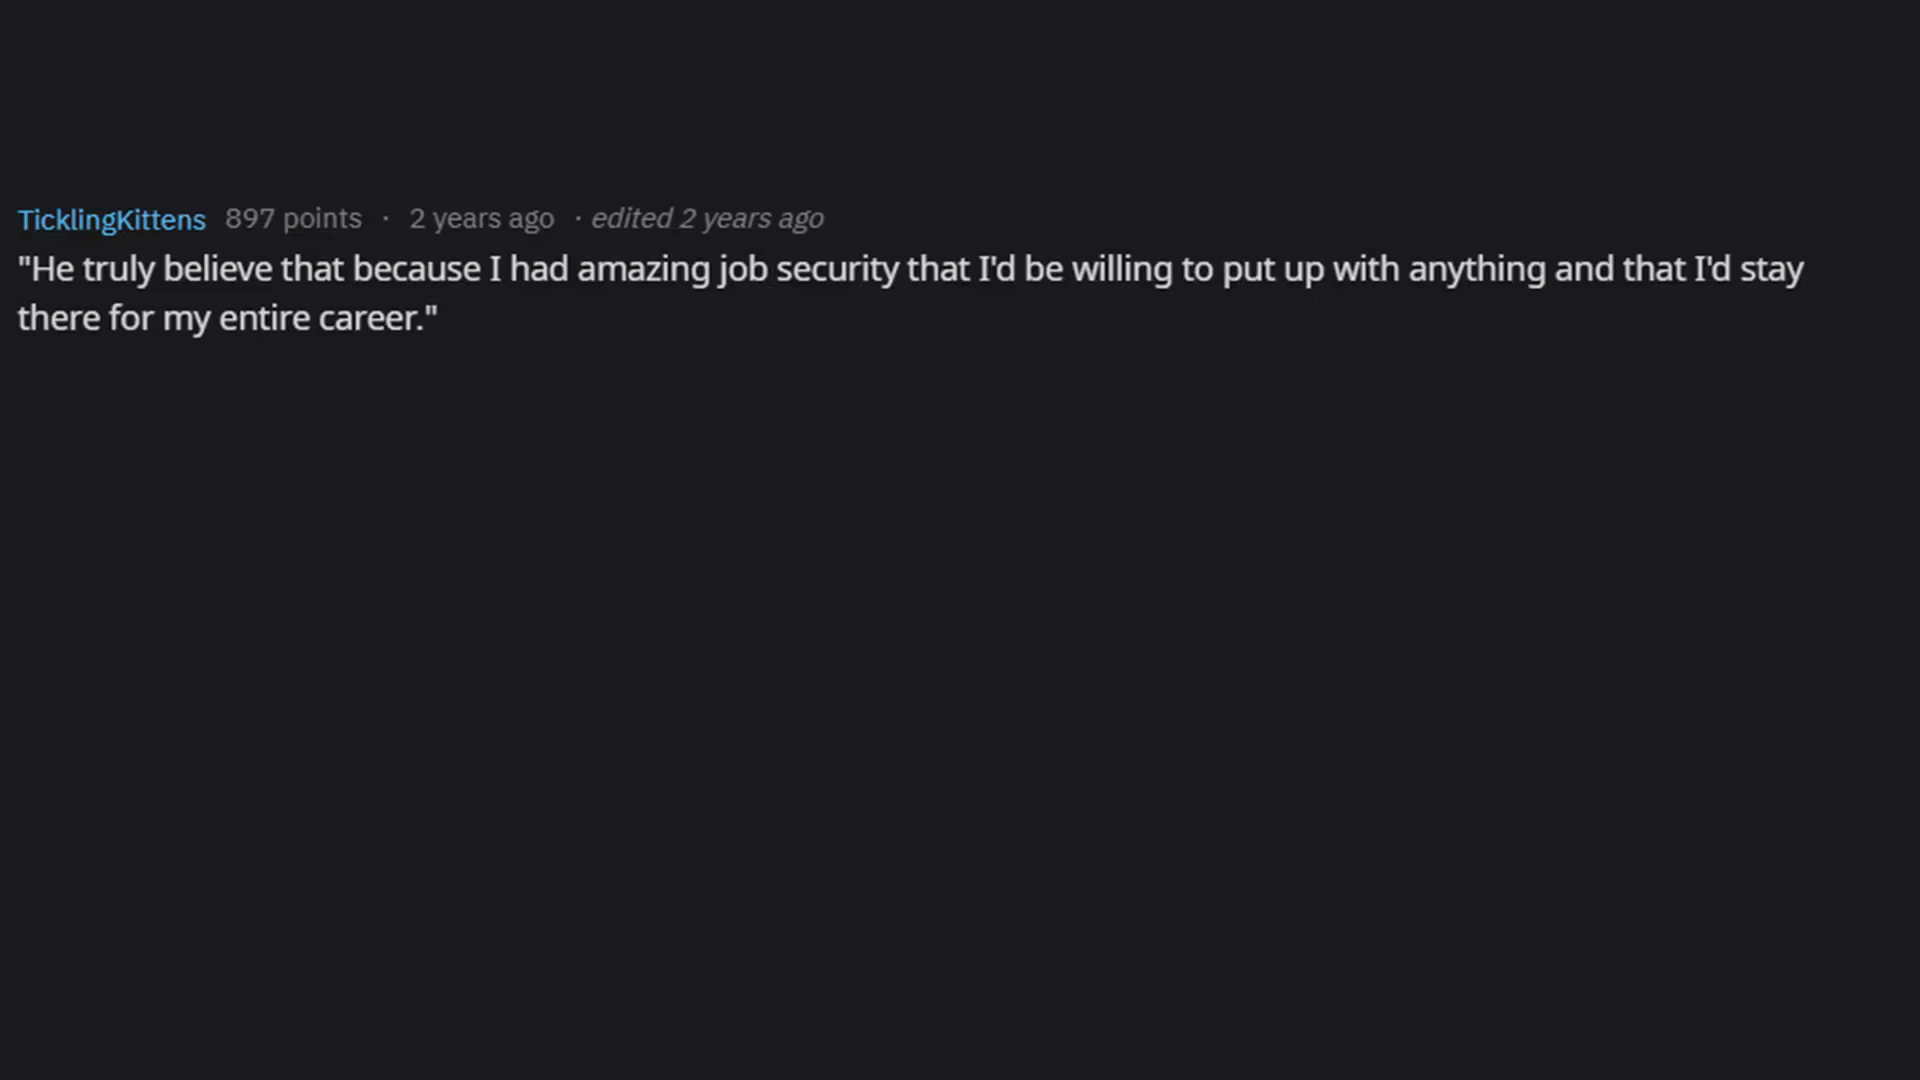 TicklingKittens 897 points · 2 years ago · edited 2 years ago
"He truly believe that because I had amazing job security that I'd be willing to put up with anything and that I'd stay
there for my entire career."